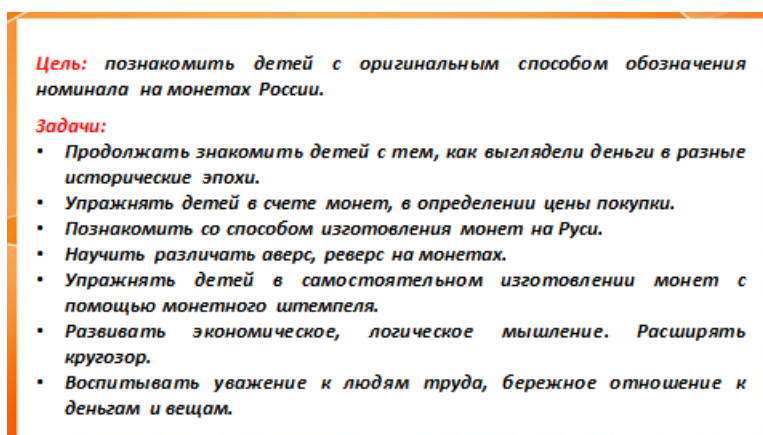 Цель: познакомить детей с оригинальным способом обозначения
номинала на монетах России.
Задачи:
• Продолжать знакомить детей с тем, как выглядели деньги в разные
исторические эпохи.
• Упражнять детей в счете монет, в определении цены покупки.
• Познакомить со способом изготовления монет на Руси.
• Научить различать аверс, реверс на монетах.
• Упражнять детей в самостоятельном изготовлении монет с
помощью монетного штемпеля.
• Развивать экономическое, логическое мышление. Расширять
кругозор.
• Воспитывать уважение к людям труда, бережное отношение к
деньгам и вещам.